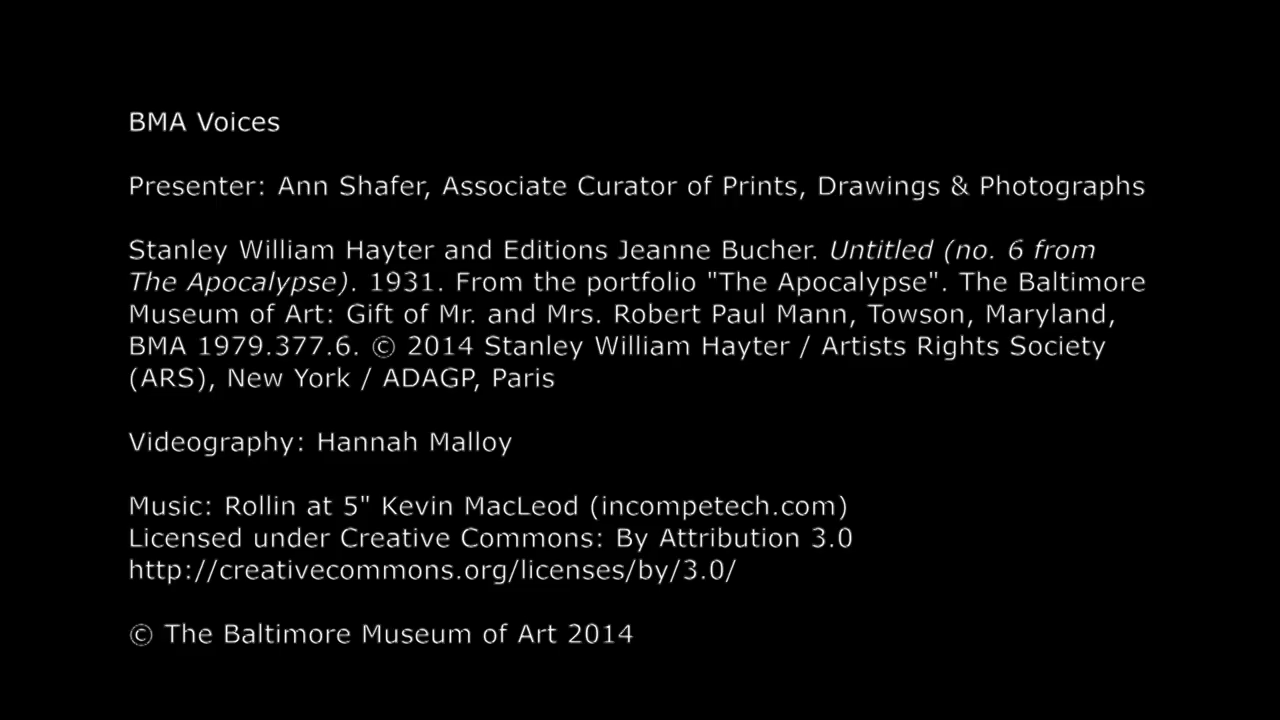 BMA Voices
Presenter: Ann Shafer, Associate Curator of Prints, Drawings & Photographs
Stanley William Hayter and Editions Jeanne Bucher. Untitled (no. 6 from
The Apocalypse). 1931. From the portfolio "The Apocalypse". The Baltimore
Museum of Art: Gift of Mr. and Mrs. Robert Paul Mann, Towson, Maryland,
BMA 1979.377.6. © 2014 Stanley William Hayter / Artists Rights Society
(ARS), New York / ADAGP, Paris
Videography: Hannah Malloy
Music: Rollin at 5" Kevin MacLeod (incompetech.com)
Licensed under Creative Commons: By Attribution 3.0
http://creativecommons.org/licenses/by/3.0/
© The Baltimore Museum of Art 2014